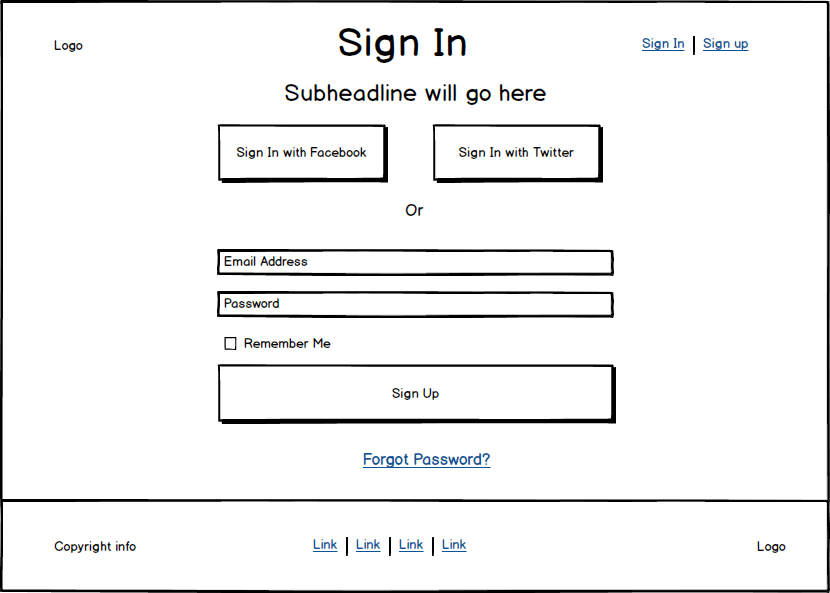 Logo
Sign In
Sign In | Sign up
Subheadline will go here
Sign In with Facebook
Sign In with Twitter
Or
Email Address
Password
Remember Me
Sign Up
Forgot Password?
Copyright info
Link | Link | Link | Link
Logo